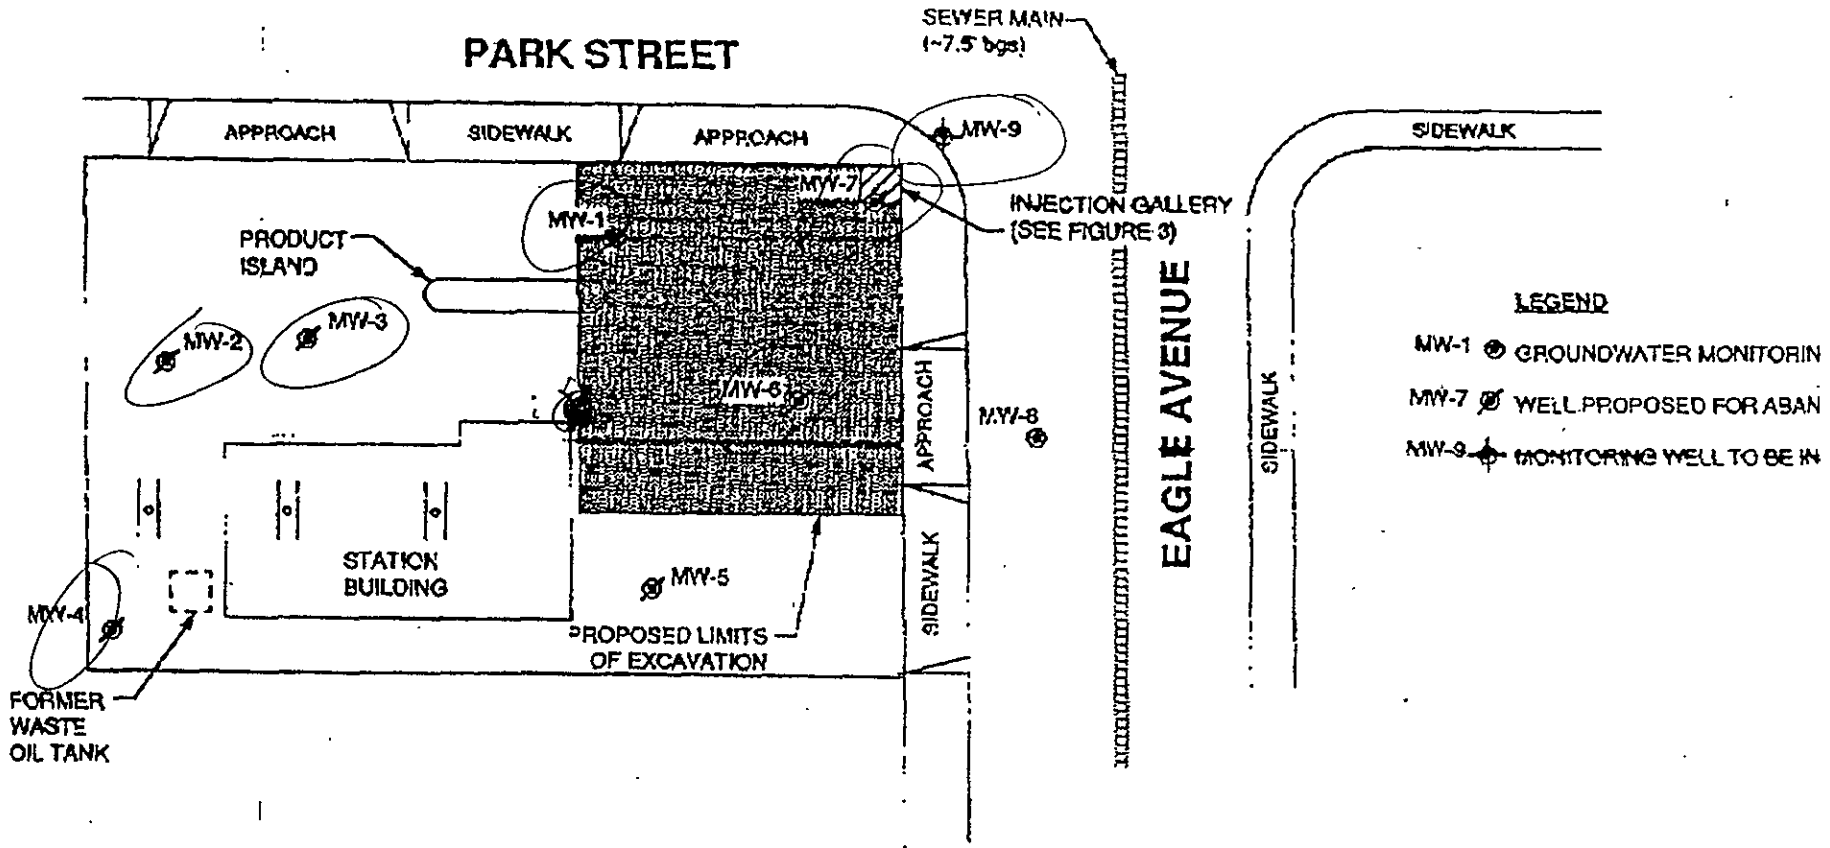 SEWER MAIN
(~7.5' bgs)
PARK STREET
APPROACH
SIDEWALK
APPROACH
MW-9
SIDEWALK
MW-7
MW-1
INJECTION GALLERY
(SEE FIGURE 3)
PRODUCT
ISLAND
MW-2
MW-3
MW-6
APPROACH
MW-8
EAGLE AVENUE
SIDEWALK
LEGEND
MW-1 GROUNDWATER MONITORIN
MW-7 WELL PROPOSED FOR ABAN
MW-9 MONITORING WELL TO BE IN
STATION
BUILDING
MW-5
SIDEWALK
MW-4
PROPOSED LIMITS
OF EXCAVATION
FORMER
WASTE
OIL TANK